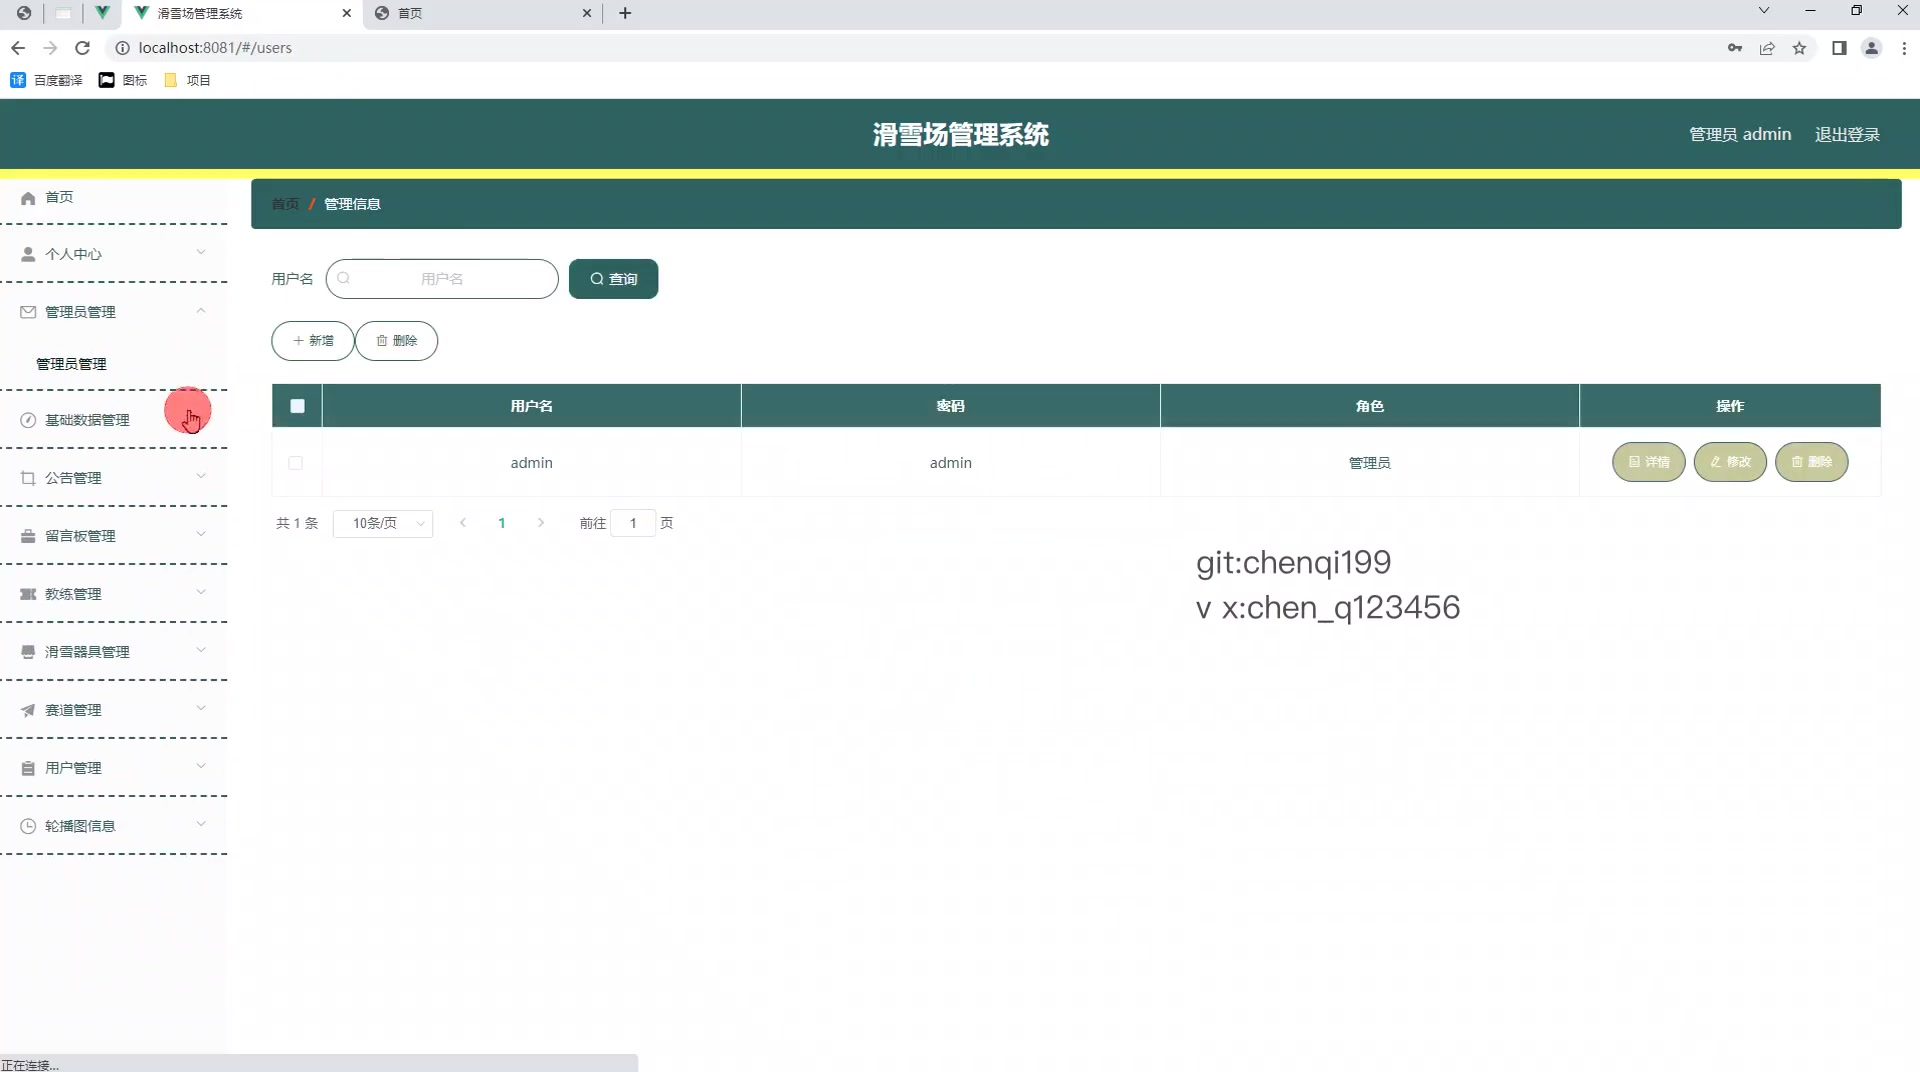 滑雪场管理系统
首页
localhost:8081/#/users
百度翻译
图标
项目
滑雪场管理系统
管理员 admin
退出登录
首页
个人中心
管理员管理
管理员管理
基础数据管理
公告管理
留言板管理
教练管理
滑雪器具管理
赛道管理
用户管理
轮播图信息
首页 / 管理信息
用户名
用户名
查询
新增
删除
用户名 密码 角色 操作
admin admin 管理员 详情 修改 删除
共 1 条 10条/页 1 前往 1 页
git:chenqi199
v x:chen_q123456
正在连接...